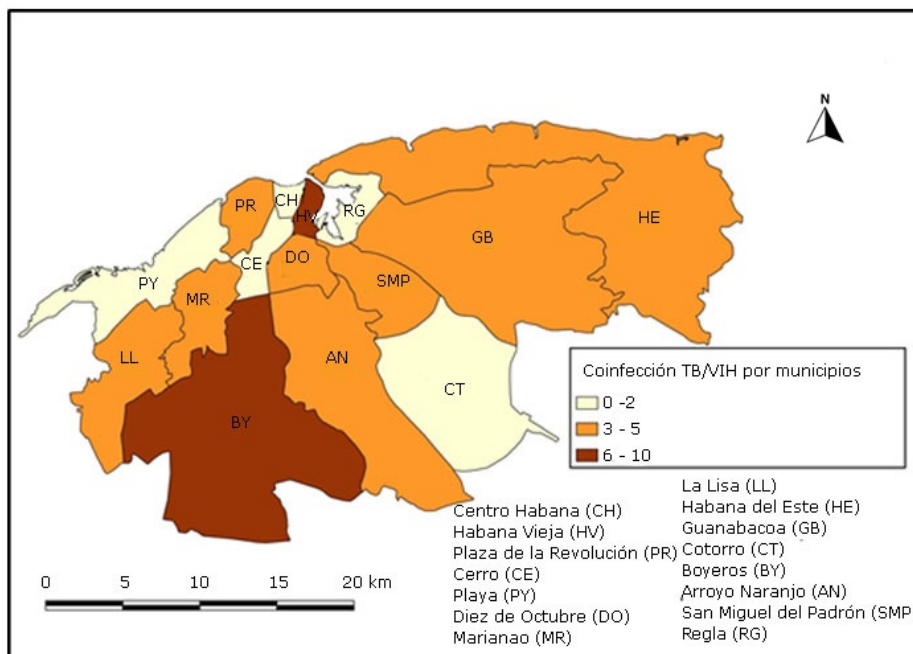 N
CH
PR
HV
RG
HE
GB
DO
CE
SMP
PY
MR
LL
AN
CT
BY
Coinfección TB/VIH por municipios
0 -2
3 - 5
6 - 10
Centro Habana (CH)
Habana Vieja (HV)
Plaza de la Revolución (PR)
Cerro (CE)
Playa (PY)
Diez de Octubre (DO)
Marianao (MR)
La Lisa (LL)
Habana del Este (HE)
Guanabacoa (GB)
Cotorro (CT)
Boyeros (BY)
Arroyo Naranjo (AN)
San Miguel del Padrón (SMP
Regla (RG)
0 5 10 15 20 km